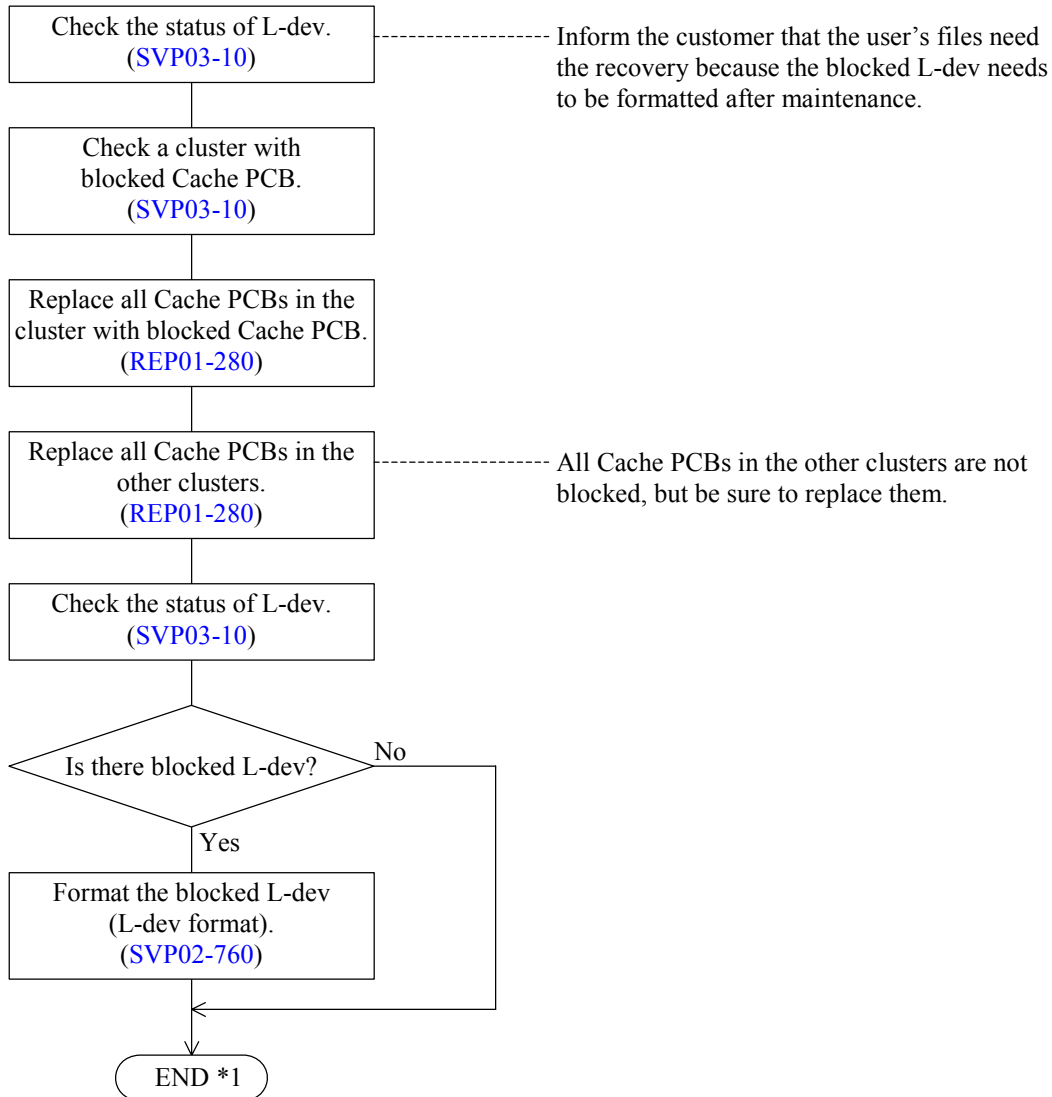 Check the status of L-dev.
(SVP03-10)
Inform the customer that the user’s files need
the recovery because the blocked L-dev needs
to be formatted after maintenance.
Check a cluster with
blocked Cache PCB.
(SVP03-10)
Replace all Cache PCBs in the
cluster with blocked Cache PCB.
(REP01-280)
Replace all Cache PCBs in the
other clusters.
(REP01-280)
All Cache PCBs in the other clusters are not
blocked, but be sure to replace them.
Check the status of L-dev.
(SVP03-10)
Is there blocked L-dev?
No
Yes
Format the blocked L-dev
(L-dev format).
(SVP02-760)
END *1